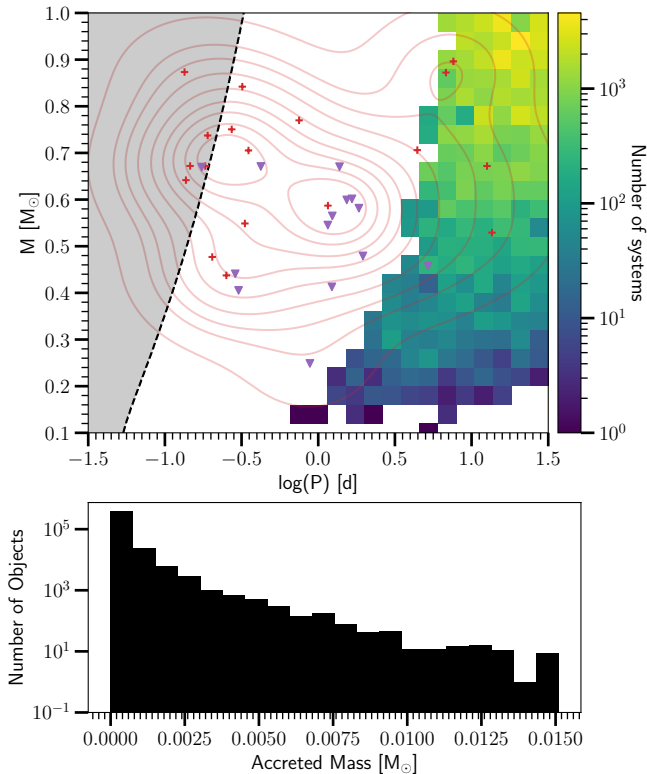 1.0
0.9
0.8
0.7
0.6
0.5
0.4
0.3
0.2
0.1
M [M☉]
−1.5 −1.0 −0.5 0.0 0.5 1.0 1.5
log(P) [d]
10³
10²
10¹
10⁰
Number of systems
10⁵
10³
10¹
10⁻¹
Number of Objects
0.0000 0.0025 0.0050 0.0075 0.0100 0.0125 0.0150
Accreted Mass [M☉]